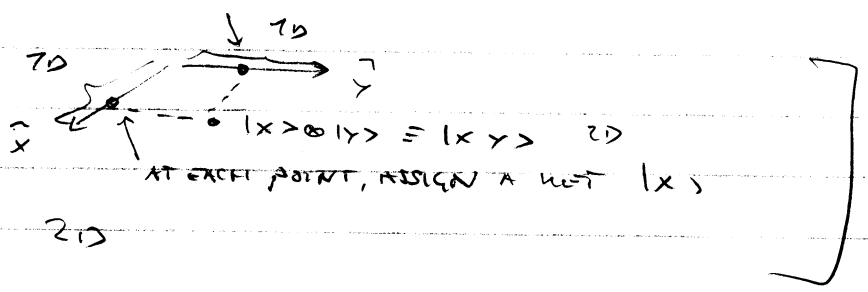 1D
1D
ŷ
x̂
|x>⊗|y> ≡ |x y> 2D
AT EACH POINT, ASSIGN A KET |x>
2D